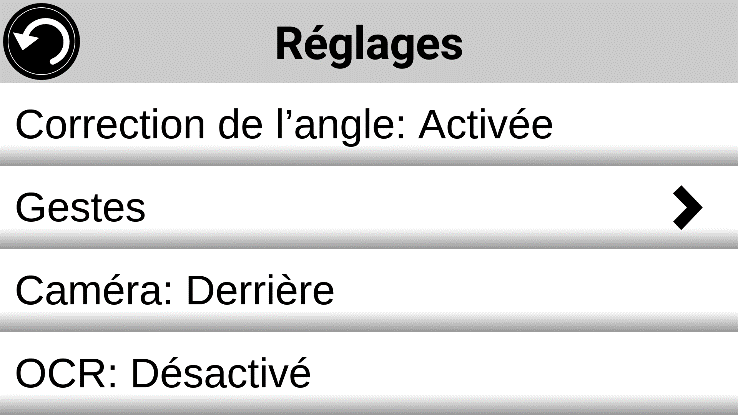 Réglages
Correction de l’angle: Activée
Gestes
Caméra: Derrière
OCR: Désactivé